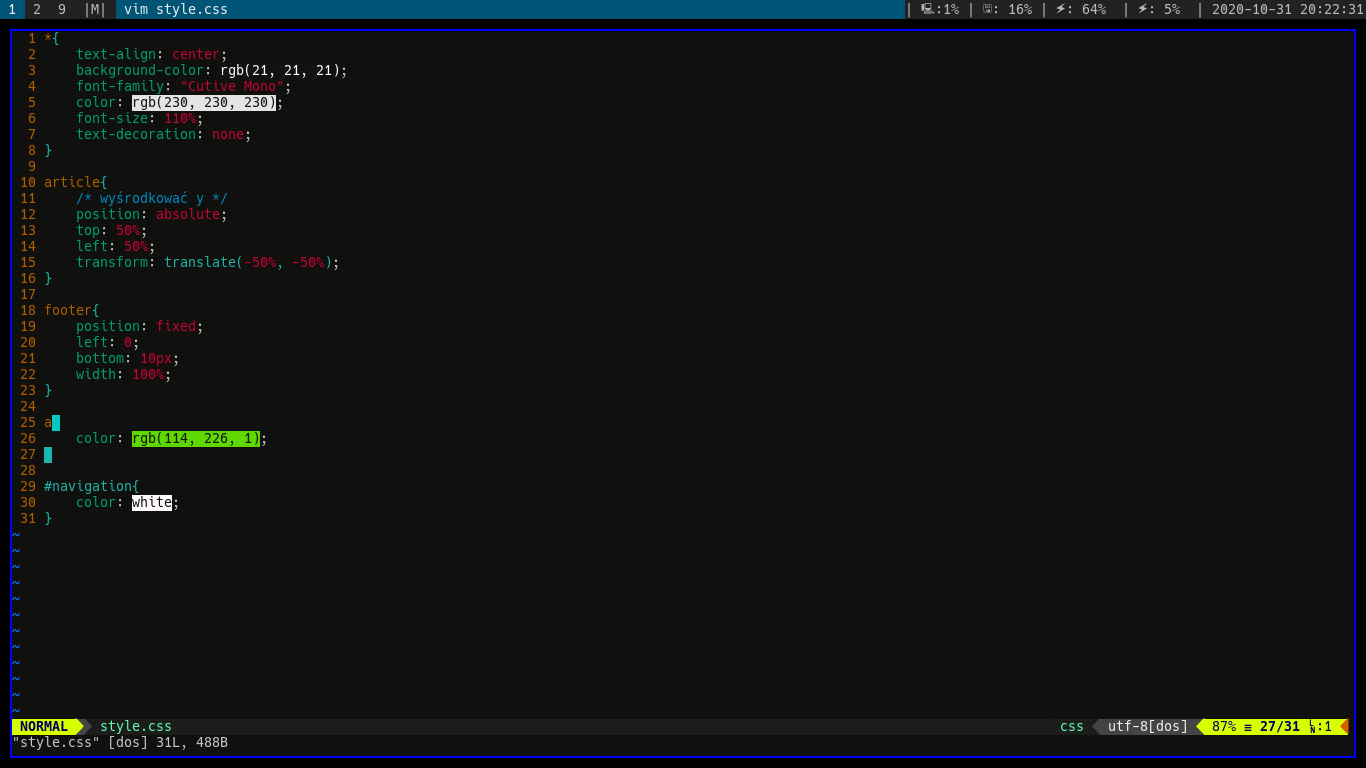 1 2 9 |M| vim style.css | :1% | : 16% | ⚡: 64% | ⚡: 5% | 2020-10-31 20:22:31
1 *{
2     text-align: center;
3     background-color: rgb(21, 21, 21);
4     font-family: "Cutive Mono";
5     color: rgb(230, 230, 230);
6     font-size: 110%;
7     text-decoration: none;
8 }
9
10 article{
11     /* wyśrodkować y */
12     position: absolute;
13     top: 50%;
14     left: 50%;
15     transform: translate(-50%, -50%);
16 }
17
18 footer{
19     position: fixed;
20     left: 0;
21     bottom: 10px;
22     width: 100%;
23 }
24
25 a
26     color: rgb(114, 226, 1);
27
28
29 #navigation{
30     color: white;
31 }
~
~
~
~
~
~
~
~
~
~
~
~
NORMAL style.css css utf-8[dos] 87% ≡ 27/31 :1
"style.css" [dos] 31L, 488B